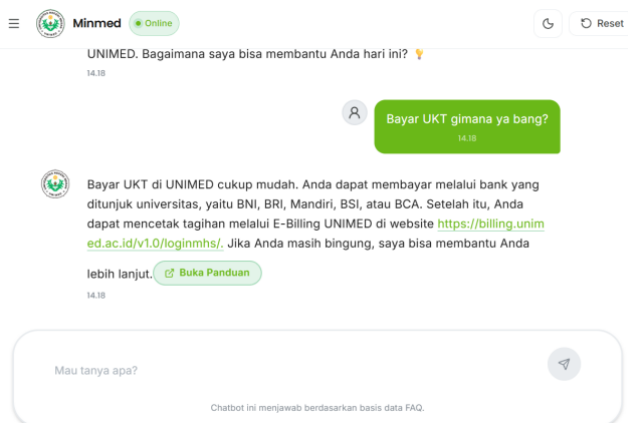 Minmed
Online
Reset
UNIMED. Bagaimana saya bisa membantu Anda hari ini?
14.18
Bayar UKT gimana ya bang?
14.18
Bayar UKT di UNIMED cukup mudah. Anda dapat membayar melalui bank yang
ditunjuk universitas, yaitu BNI, BRI, Mandiri, BSI, atau BCA. Setelah itu, Anda
dapat mencetak tagihan melalui E-Billing UNIMED di website https://billing.unim
ed.ac.id/v1.0/loginmhs/. Jika Anda masih bingung, saya bisa membantu Anda
lebih lanjut. Buka Panduan
14.18
Mau tanya apa?
Chatbot ini menjawab berdasarkan basis data FAQ.